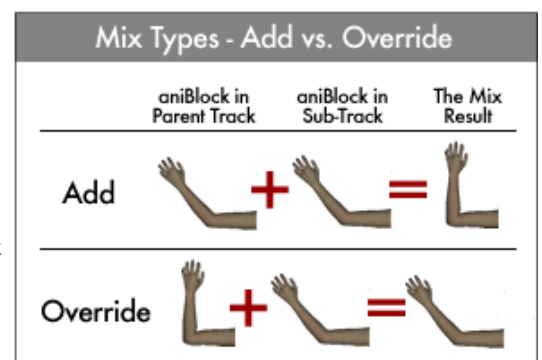 Mix Types - Add vs. Override
aniBlock in
Parent Track
aniBlock in
Sub-Track
The Mix
Result
Add
+
=
Override
+
=